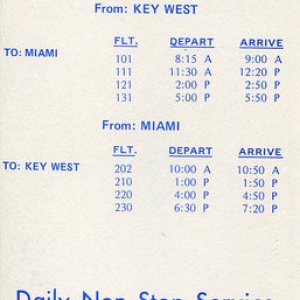 From: KEY WEST
FLT. DEPART ARRIVE
TO: MIAMI 101 8:15 A 9:00 A
111 11:30 A 12:20 P
121 2:00 P 2:50 P
131 5:00 P 5:50 P
From: MIAMI
FLT. DEPART ARRIVE
TO: KEY WEST 202 10:00 A 10:50 A
210 1:00 P 1:50 P
220 4:00 P 4:50 P
230 6:30 P 7:20 P
Daily Non Stop Service